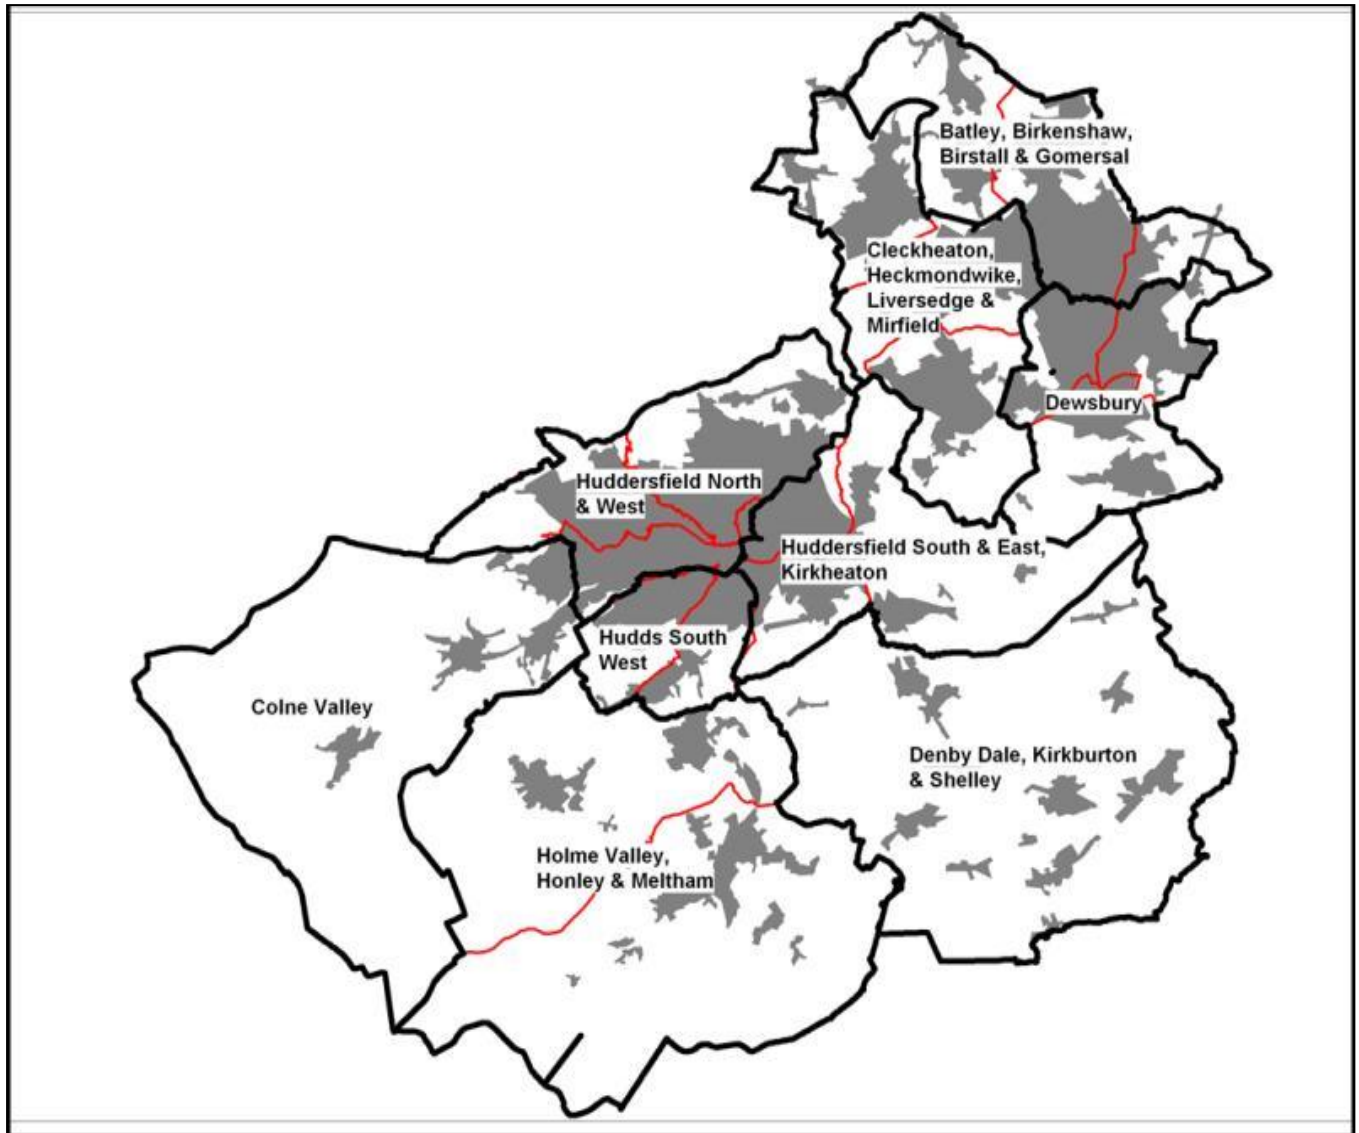 Batley, Birkenshaw,
Birstall & Gomersal
Cleckheaton,
Heckmondwike,
Liversedge &
Mirfield
Dewsbury
Huddersfield North
& West
Huddersfield South & East,
Kirkheaton
Hudds South
West
Colne Valley
Denby Dale, Kirkburton
& Shelley
Holme Valley,
Honley & Meltham